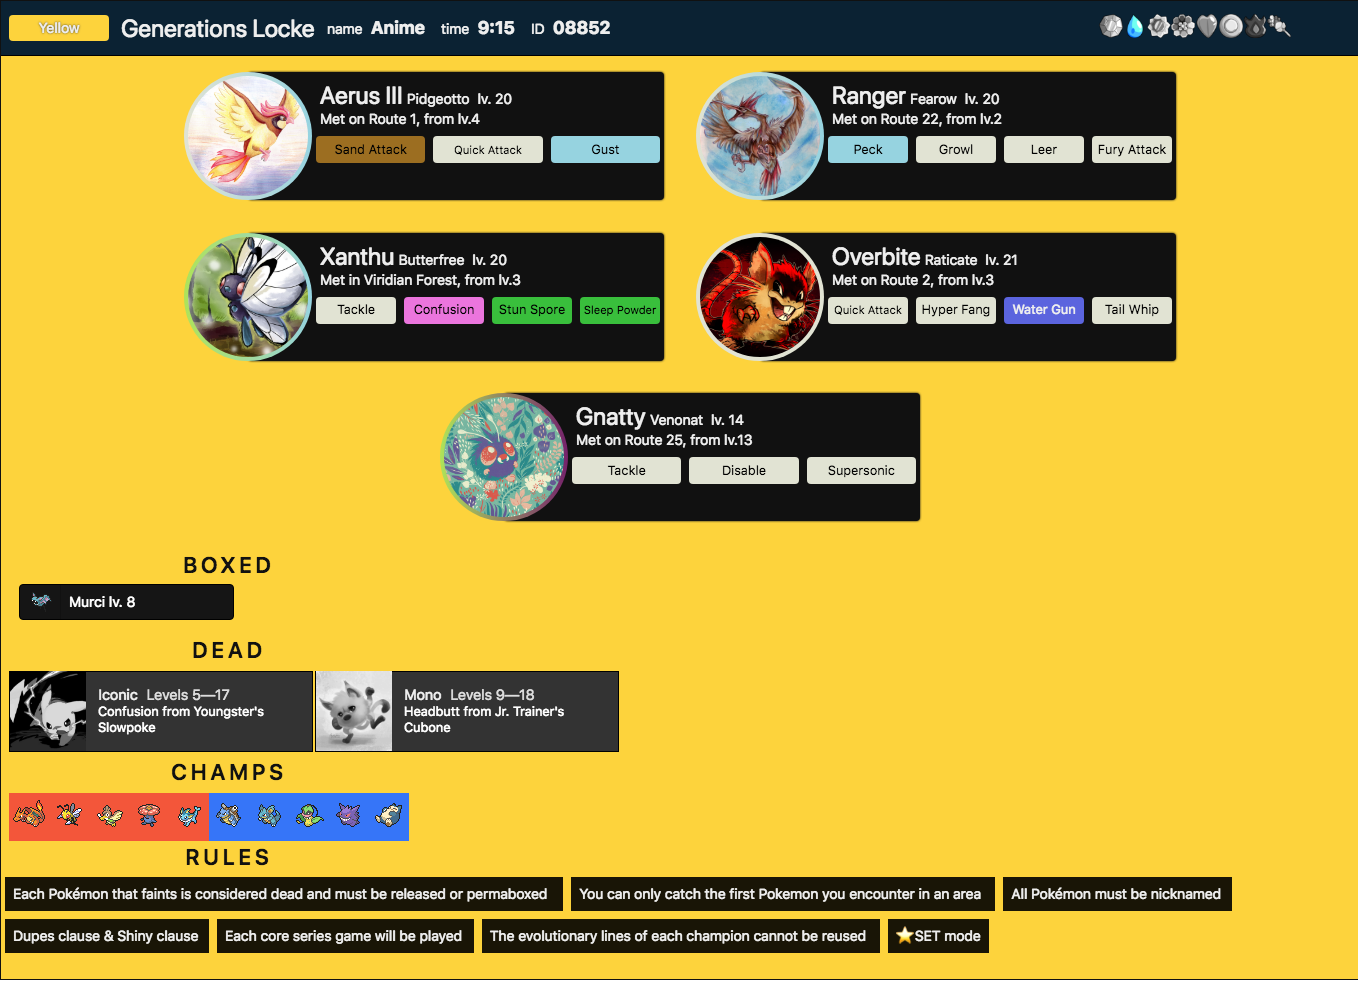 Yellow Generations Locke name Anime time 9:15 ID 08852
Aerus III Pidgeotto lv. 20
Met on Route 1, from lv.4
Sand Attack Quick Attack Gust
Ranger Fearow lv. 20
Met on Route 22, from lv.2
Peck Growl Leer Fury Attack
Xanthu Butterfree lv. 20
Met in Viridian Forest, from lv.3
Tackle Confusion Stun Spore Sleep Powder
Overbite Raticate lv. 21
Met on Route 2, from lv.3
Quick Attack Hyper Fang Water Gun Tail Whip
Gnatty Venonat lv. 14
Met on Route 25, from lv.13
Tackle Disable Supersonic
BOXED
Murci lv. 8
DEAD
Iconic Levels 5—17
Confusion from Youngster's
Slowpoke
Mono Levels 9—18
Headbutt from Jr. Trainer's
Cubone
CHAMPS
RULES
Each Pokémon that faints is considered dead and must be released or permaboxed
You can only catch the first Pokemon you encounter in an area
All Pokémon must be nicknamed
Dupes clause & Shiny clause
Each core series game will be played
The evolutionary lines of each champion cannot be reused
⭐SET mode